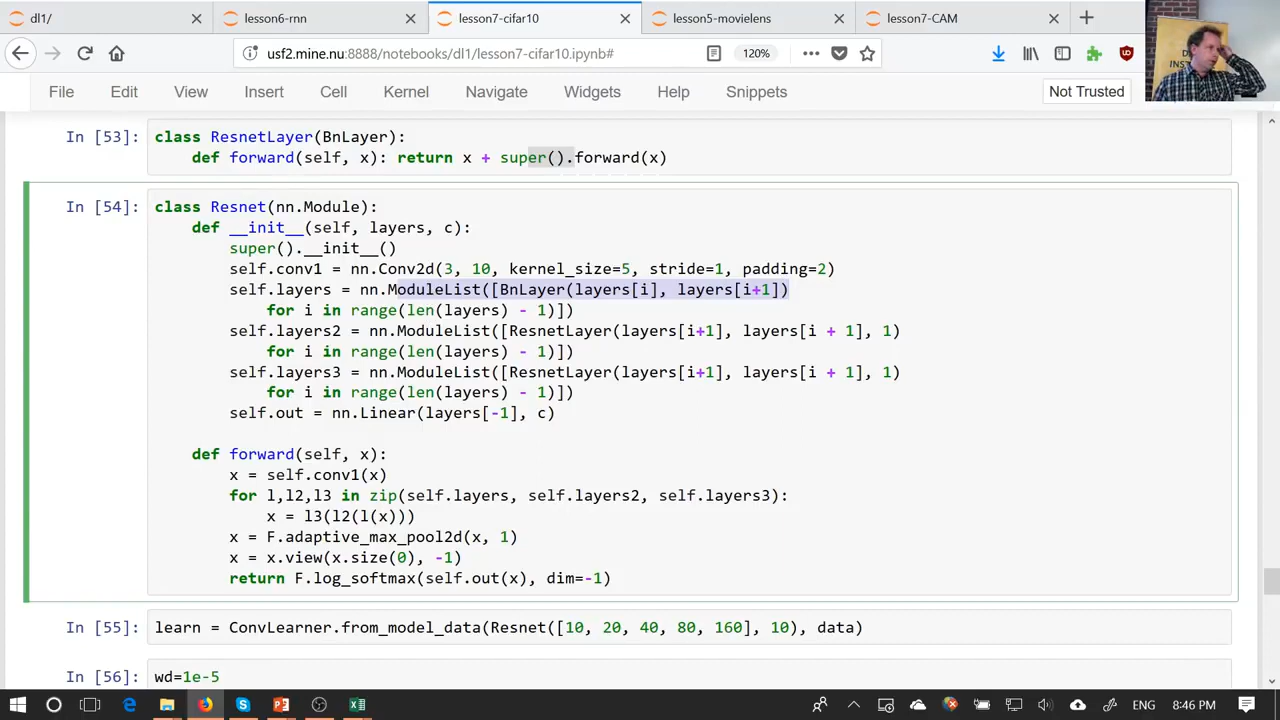 dl1/
lesson6-rnn
lesson7-cifar10
lesson5-movielens
lesson7-CAM
usf2.mine.nu:8888/notebooks/dl1/lesson7-cifar10.ipynb#
120%
File Edit View Insert Cell Kernel Navigate Widgets Help Snippets
Not Trusted
In [53]:
class ResnetLayer(BnLayer):
    def forward(self, x): return x + super().forward(x)
In [54]:
class Resnet(nn.Module):
    def __init__(self, layers, c):
        super().__init__()
        self.conv1 = nn.Conv2d(3, 10, kernel_size=5, stride=1, padding=2)
        self.layers = nn.ModuleList([BnLayer(layers[i], layers[i+1])
            for i in range(len(layers) - 1)])
        self.layers2 = nn.ModuleList([ResnetLayer(layers[i+1], layers[i + 1], 1)
            for i in range(len(layers) - 1)])
        self.layers3 = nn.ModuleList([ResnetLayer(layers[i+1], layers[i + 1], 1)
            for i in range(len(layers) - 1)])
        self.out = nn.Linear(layers[-1], c)
    def forward(self, x):
        x = self.conv1(x)
        for l,l2,l3 in zip(self.layers, self.layers2, self.layers3):
            x = l3(l2(l(x)))
        x = F.adaptive_max_pool2d(x, 1)
        x = x.view(x.size(0), -1)
        return F.log_softmax(self.out(x), dim=-1)
In [55]:
learn = ConvLearner.from_model_data(Resnet([10, 20, 40, 80, 160], 10), data)
In [56]:
wd=1e-5
ENG
8:46 PM